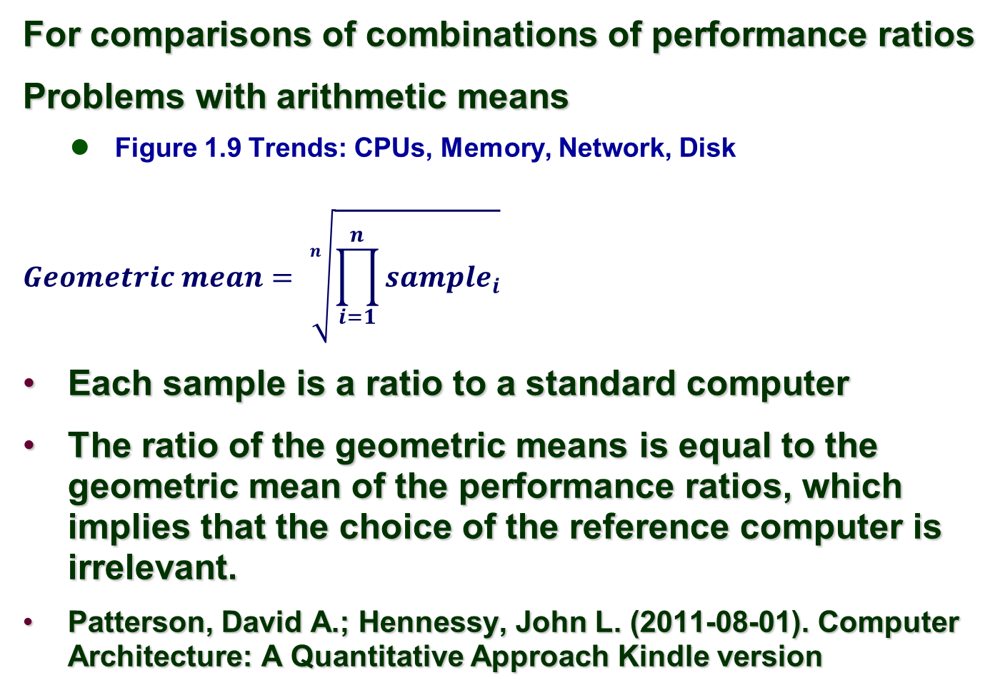 For comparisons of combinations of performance ratios
Problems with arithmetic means
● Figure 1.9 Trends: CPUs, Memory, Network, Disk
n
n
Geometric mean = √∏ sampleᵢ
i=1
• Each sample is a ratio to a standard computer
• The ratio of the geometric means is equal to the
geometric mean of the performance ratios, which
implies that the choice of the reference computer is
irrelevant.
• Patterson, David A.; Hennessy, John L. (2011-08-01). Computer
Architecture: A Quantitative Approach Kindle version